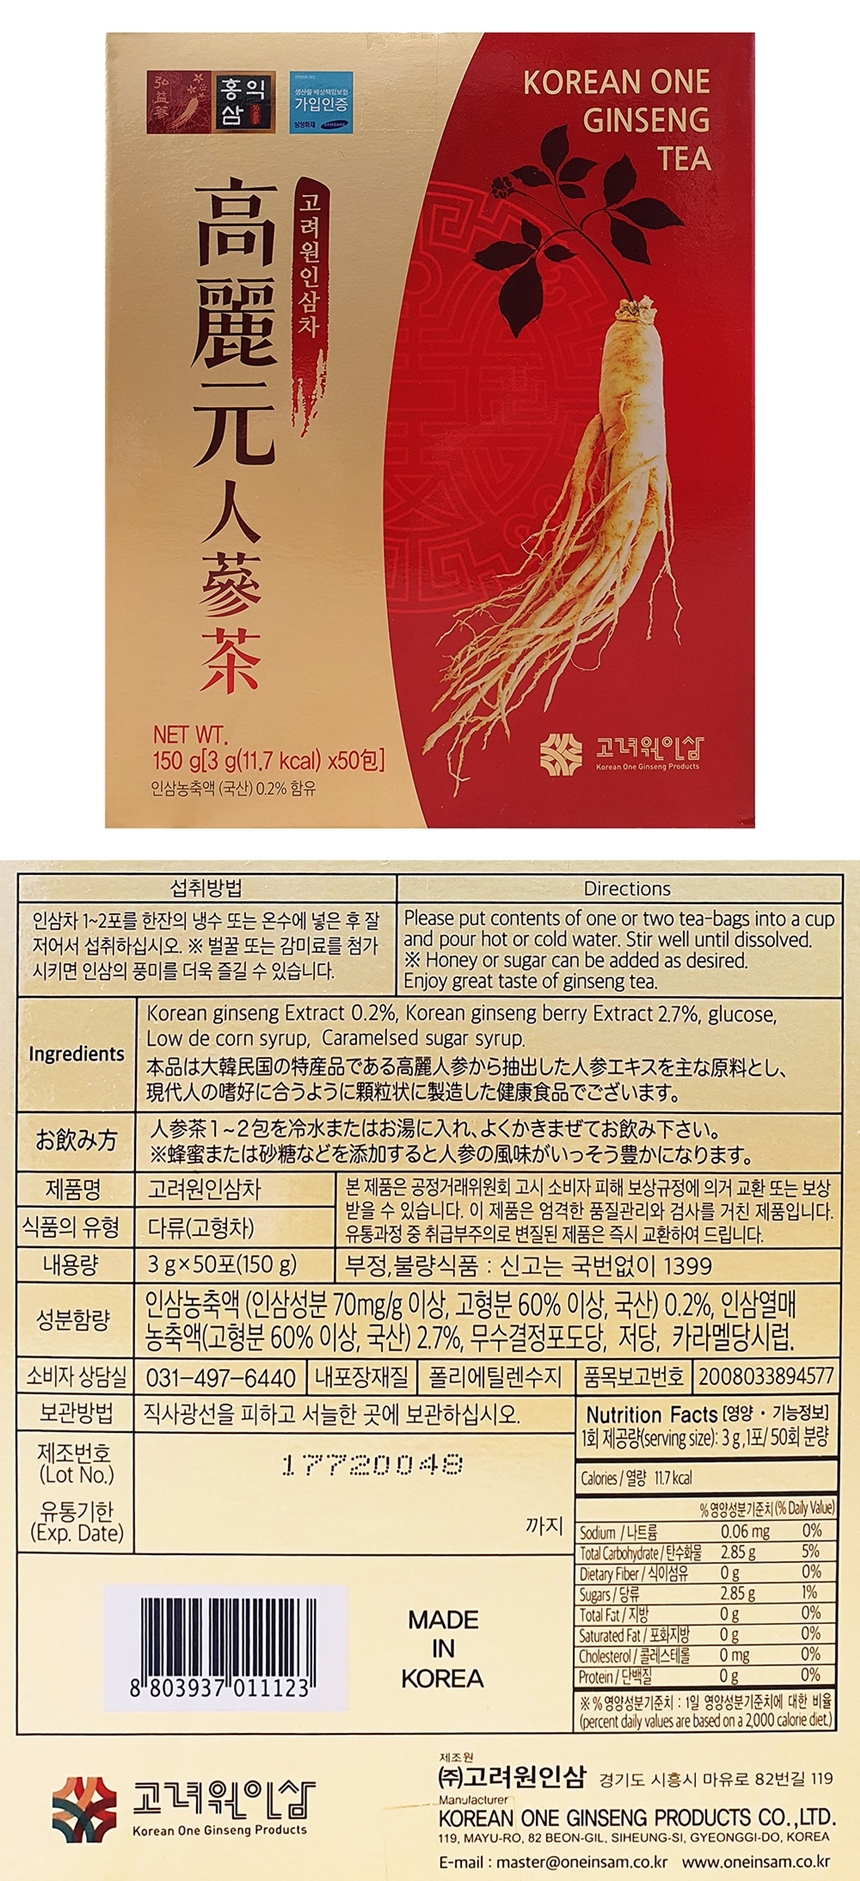 弘益蔘
홍익
삼
생산물 배상책임보험
가입인증
삼성화재
KOREAN ONE
GINSENG
TEA
高麗元人蔘茶
고려원인삼차
NET WT.
150 g[3 g(11.7 kcal) x50包]
인삼농축액 (국산) 0.2% 함유
고려원인삼
Korean One Ginseng Products
섭취방법
Directions
인삼차 1~2포를 한잔의 냉수 또는 온수에 넣은 후 잘
저어서 섭취하십시오. ※ 벌꿀 또는 감미료를 첨가
시키면 인삼의 풍미를 더욱 즐길 수 있습니다.
Please put contents of one or two tea-bags into a cup
and pour hot or cold water. Stir well until dissolved.
※ Honey or sugar can be added as desired.
Enjoy great taste of ginseng tea.
Ingredients
Korean ginseng Extract 0.2%, Korean ginseng berry Extract 2.7%, glucose,
Low de corn syrup, Caramelsed sugar syrup.
本品は大韓民国の特産品である高麗人参から抽出した人参エキスを主な原料とし、
現代人の嗜好に合うように顆粒状に製造した健康食品でございます。
お飲み方
人参茶1~2包を冷水またはお湯に入れ、よくかきまぜてお飲み下さい。
※蜂蜜または砂糖などを添加すると人参の風味がいっそう豊かになります。
제품명
고려원인삼차
식품의 유형
다류(고형차)
본 제품은 공정거래위원회 고시 소비자 피해 보상규정에 의거 교환 또는 보상
받을 수 있습니다. 이 제품은 엄격한 품질관리와 검사를 거친 제품입니다.
유통과정 중 취급부주의로 변질된 제품은 즉시 교환하여 드립니다.
내용량
3 g×50포(150 g)
부정,불량식품 : 신고는 국번없이 1399
성분함량
인삼농축액 (인삼성분 70mg/g 이상, 고형분 60% 이상, 국산) 0.2%, 인삼열매
농축액(고형분 60% 이상, 국산) 2.7%, 무수결정포도당, 저당, 카라멜당시럽.
소비자 상담실
031-497-6440
내포장재질
폴리에틸렌수지
품목보고번호
2008033894577
보관방법
직사광선을 피하고 서늘한 곳에 보관하십시오.
제조번호
(Lot No.)
17720048
유통기한
(Exp. Date)
까지
Nutrition Facts [영양 · 기능정보]
1회 제공량(serving size): 3 g ,1포/ 50회 분량
Calories / 열량 11.7 kcal
% 영양성분기준치 (% Daily Value)
Sodium / 나트륨 0.06 mg 0%
Total Carbohydrate / 탄수화물 2.85 g 5%
Dietary Fiber / 식이섬유 0 g 0%
Sugars / 당류 2.85 g 1%
Total Fat / 지방 0 g 0%
Saturated Fat / 포화지방 0 g 0%
Cholesterol / 콜레스테롤 0 mg 0%
Protein / 단백질 0 g 0%
※ % 영양성분기준치 : 1일 영양성분기준치에 대한 비율
(percent daily values are based on a 2,000 calorie diet.)
8 803937 011123
MADE
IN
KOREA
고려원인삼
Korean One Ginseng Products
제조원
(주)고려원인삼 경기도 시흥시 마유로 82번길 119
Manufacturer
KOREAN ONE GINSENG PRODUCTS CO.,LTD.
119, MAYU-RO, 82 BEON-GIL, SIHEUNG-SI, GYEONGGI-DO, KOREA
E-mail : master@oneinsam.co.kr www.oneinsam.co.kr